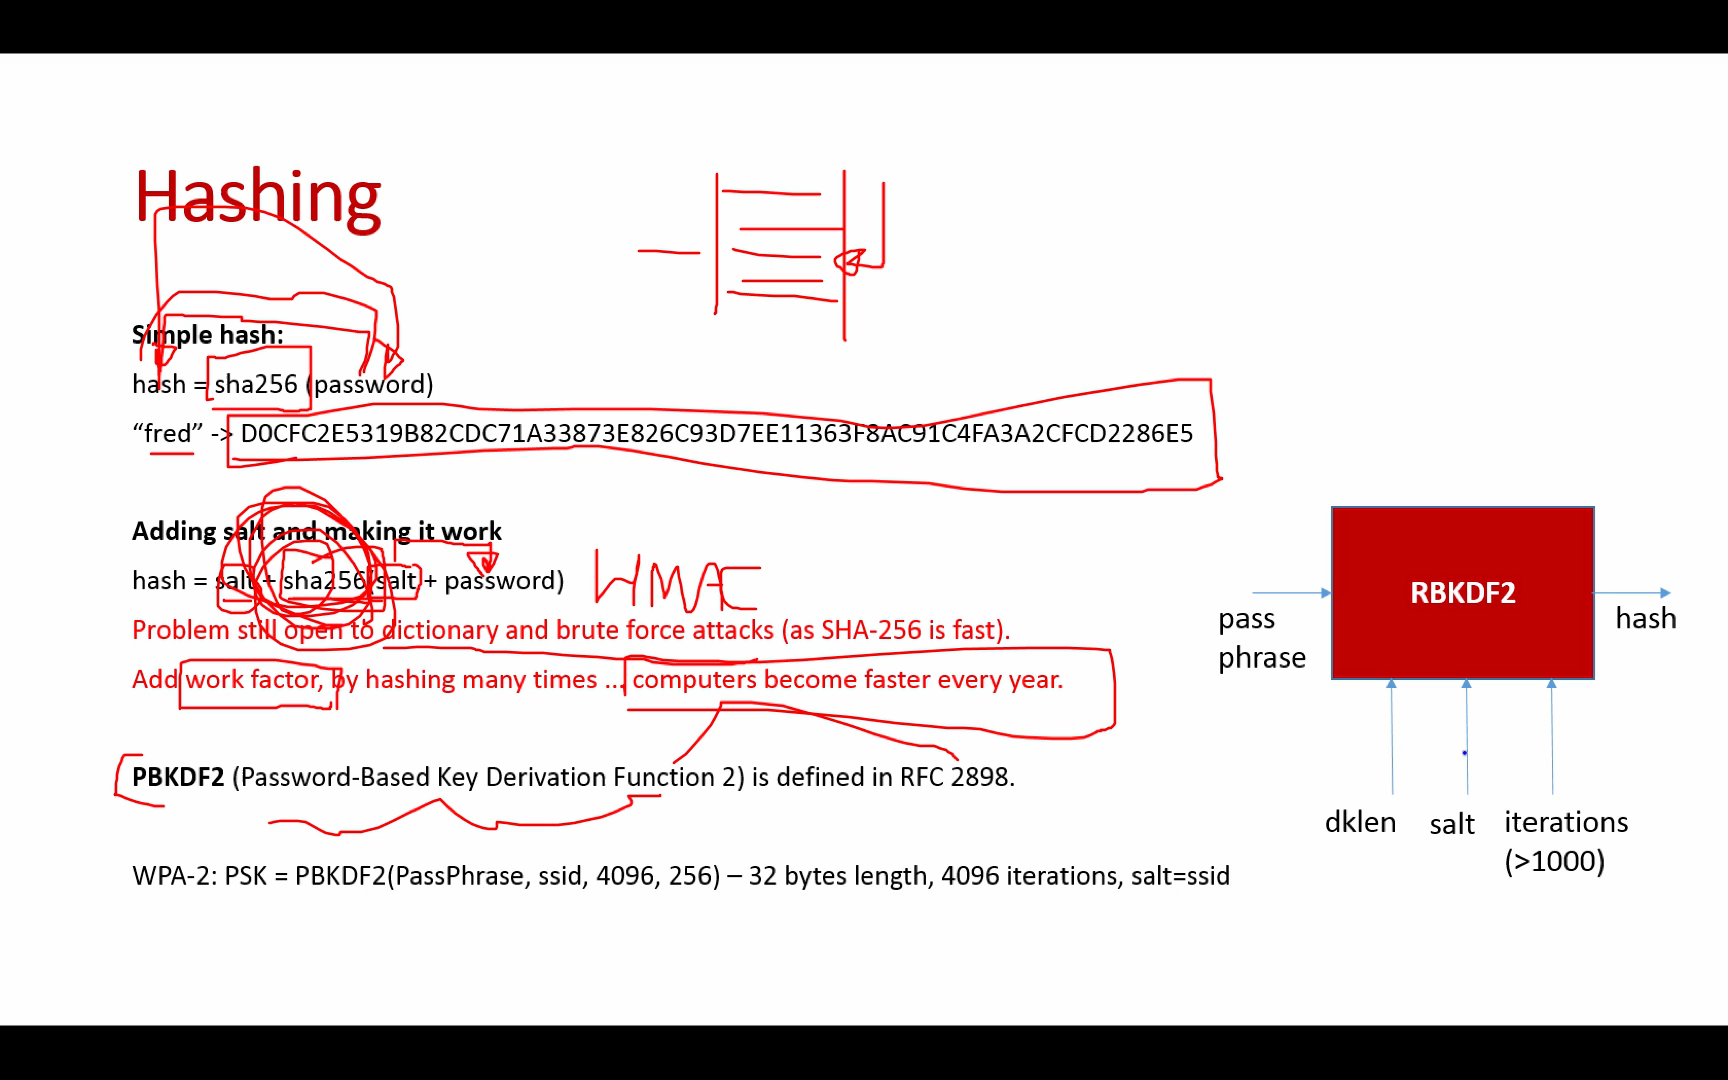 Hashing
Simple hash:
hash = sha256 (password)
“fred” -> D0CFC2E5319B82CDC71A33873E826C93D7EE11363F8AC91C4FA3A2CFCD2286E5
Adding salt and making it work
hash = salt + sha256(salt + password)
HMAC
Problem still open to dictionary and brute force attacks (as SHA-256 is fast).
Add work factor, by hashing many times ... computers become faster every year.
PBKDF2 (Password-Based Key Derivation Function 2) is defined in RFC 2898.
WPA-2: PSK = PBKDF2(PassPhrase, ssid, 4096, 256) – 32 bytes length, 4096 iterations, salt=ssid
RBKDF2
pass
phrase
hash
dklen
salt
iterations
(>1000)